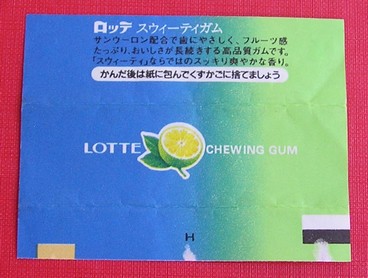 ロッテ スウィーティガム
サンウーロン配合で歯にやさしく、フルーツ感
たっぷり、おいしさが長続きする高品質ガムです。
「スウィーティ」ならではのスッキリ爽やかな香り。
かんだ後は紙に包んでくずかごに捨てましょう
LOTTE CHEWING GUM
H